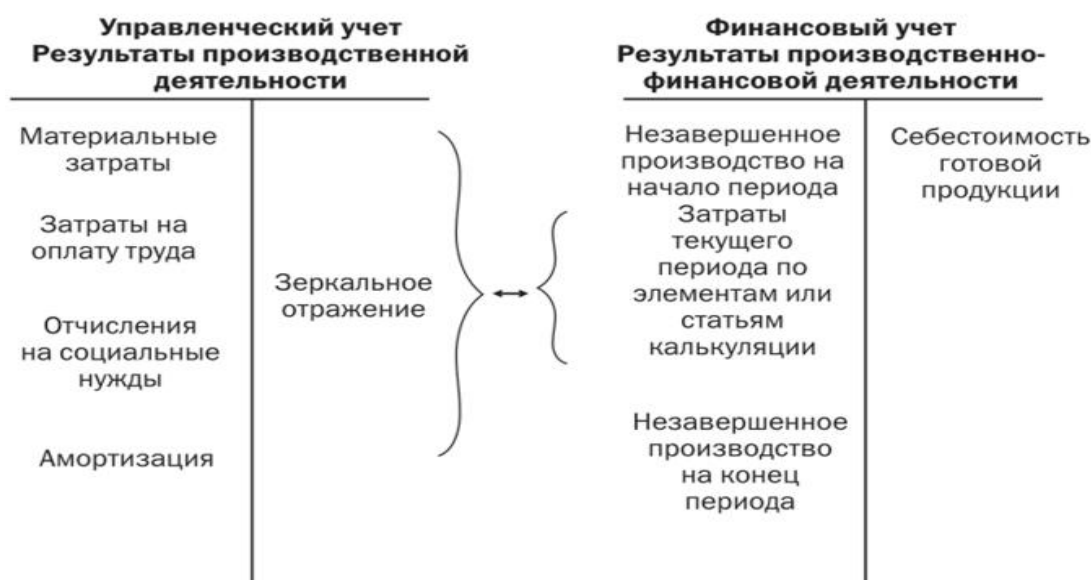 Управленческий учет
Результаты производственной
деятельности
Материальные
затраты
Затраты на
оплату труда
Отчисления
на социальные
нужды
Амортизация
Зеркальное
отражение
Финансовый учет
Результаты производственно-
финансовой деятельности
Незавершенное
производство на
начало периода
Затраты
текущего
периода по
элементам или
статьям
калькуляции
Незавершенное
производство
на конец
периода
Себестоимость
готовой
продукции